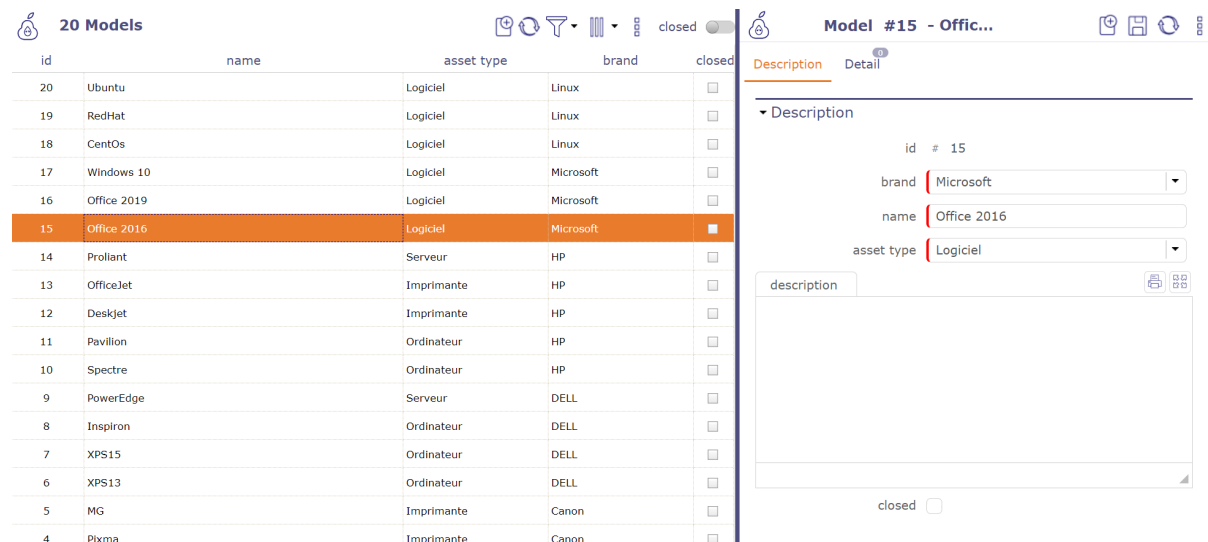 20 Models
closed
id name asset type brand closed
20 Ubuntu Logiciel Linux
19 RedHat Logiciel Linux
18 CentOs Logiciel Linux
17 Windows 10 Logiciel Microsoft
16 Office 2019 Logiciel Microsoft
15 Office 2016 Logiciel Microsoft
14 Proliant Serveur HP
13 OfficeJet Imprimante HP
12 Deskjet Imprimante HP
11 Pavilion Ordinateur HP
10 Spectre Ordinateur HP
9 PowerEdge Serveur DELL
8 Inspiron Ordinateur DELL
7 XPS15 Ordinateur DELL
6 XPS13 Ordinateur DELL
5 MG Imprimante Canon
4 Pixma Imprimante Canon
Model #15 - Offic...
Description Detail 0
Description
id # 15
brand Microsoft
name Office 2016
asset type Logiciel
description
closed